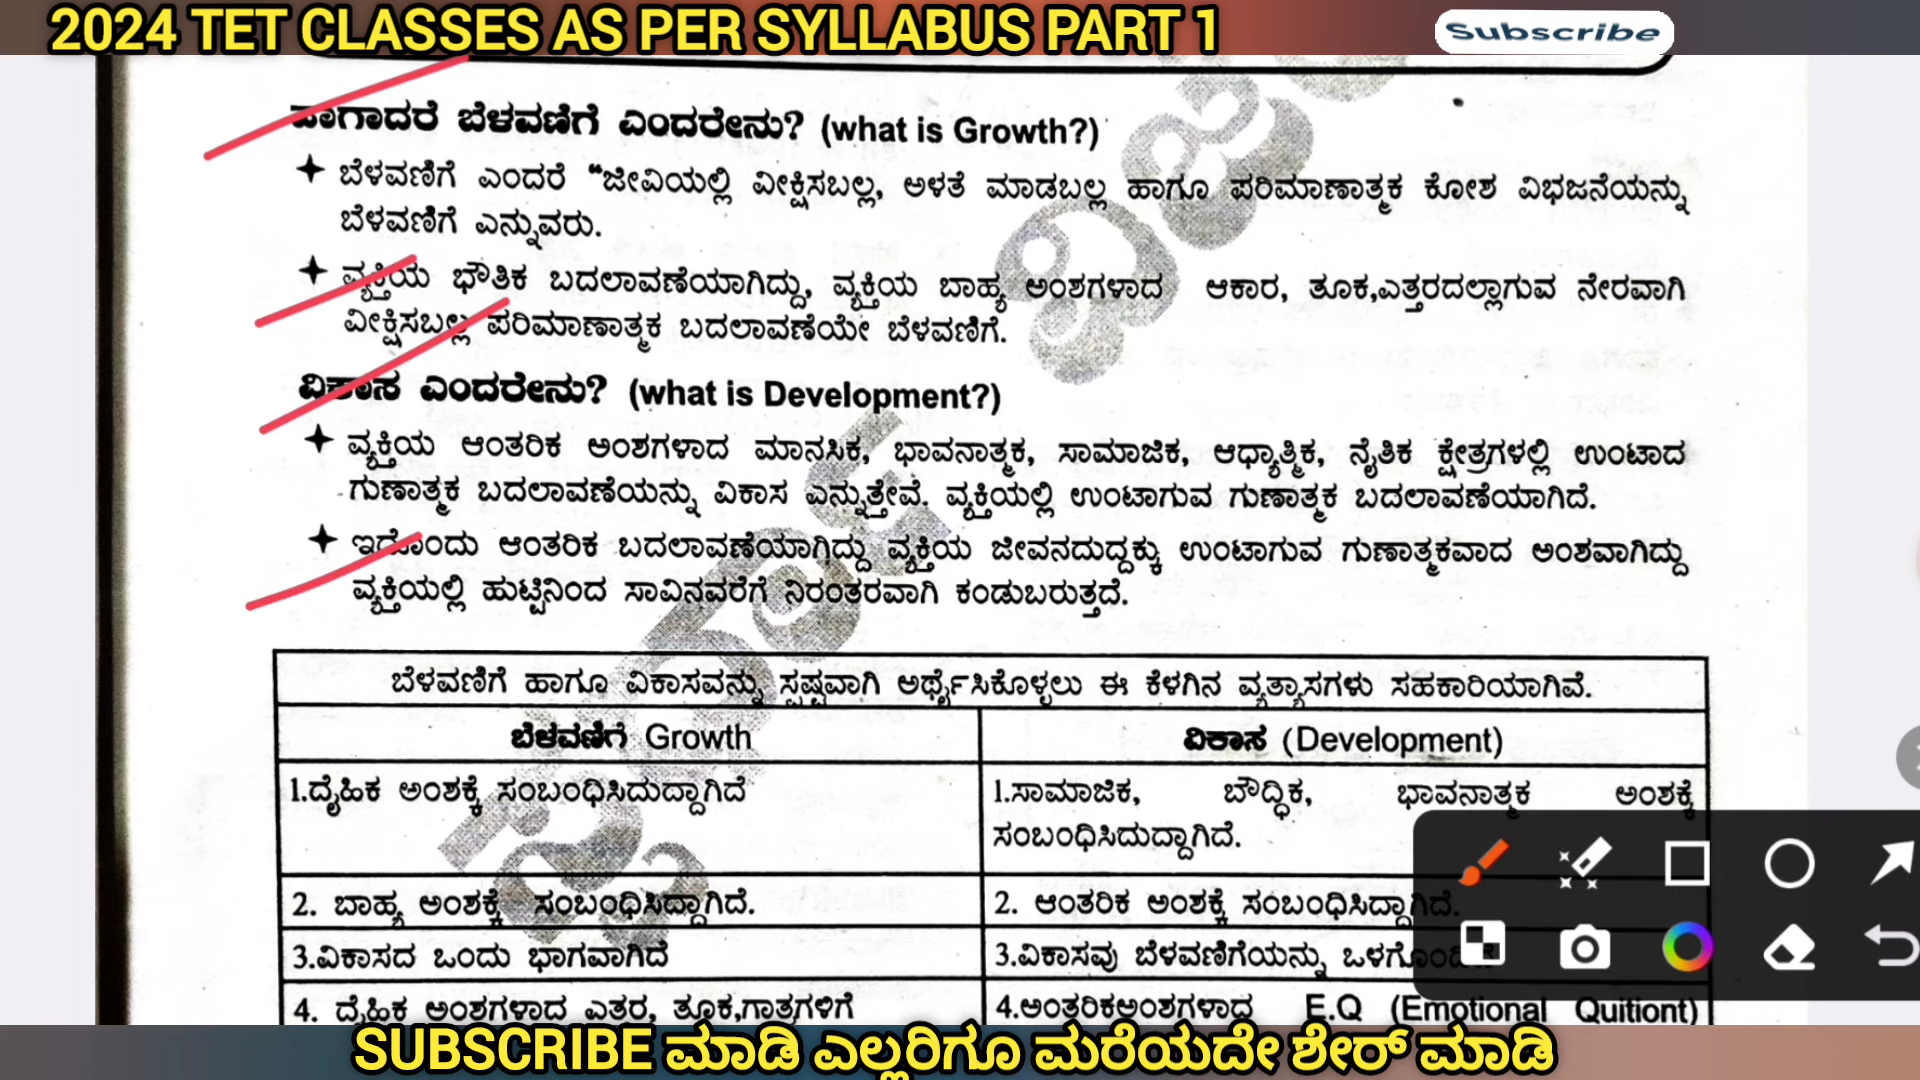 2024 TET CLASSES AS PER SYLLABUS PART 1
Subscribe
ಹಾಗಾದರೆ ಬೆಳವಣಿಗೆ ಎಂದರೇನು? (what is Growth?)
ಬೆಳವಣಿಗೆ ಎಂದರೆ “ಜೀವಿಯಲ್ಲಿ ವೀಕ್ಷಿಸಬಲ್ಲ, ಅಳತೆ ಮಾಡಬಲ್ಲ ಹಾಗೂ ಪರಿಮಾಣಾತ್ಮಕ ಕೋಶ ವಿಭಜನೆಯನ್ನು
ಬೆಳವಣಿಗೆ ಎನ್ನುವರು.
ವ್ಯಕ್ತಿಯ ಭೌತಿಕ ಬದಲಾವಣೆಯಾಗಿದ್ದು, ವ್ಯಕ್ತಿಯ ಬಾಹ್ಯ ಅಂಶಗಳಾದ ಆಕಾರ, ತೂಕ,ಎತ್ತರದಲ್ಲಾಗುವ ನೇರವಾಗಿ
ವೀಕ್ಷಿಸಬಲ್ಲ ಪರಿಮಾಣಾತ್ಮಕ ಬದಲಾವಣೆಯೇ ಬೆಳವಣಿಗೆ.
ವಿಕಾಸ ಎಂದರೇನು? (what is Development?)
ವ್ಯಕ್ತಿಯ ಆಂತರಿಕ ಅಂಶಗಳಾದ ಮಾನಸಿಕ, ಭಾವನಾತ್ಮಕ, ಸಾಮಾಜಿಕ, ಆಧ್ಯಾತ್ಮಿಕ, ನೈತಿಕ ಕ್ಷೇತ್ರಗಳಲ್ಲಿ ಉಂಟಾದ
ಗುಣಾತ್ಮಕ ಬದಲಾವಣೆಯನ್ನು ವಿಕಾಸ ಎನ್ನುತ್ತೇವೆ. ವ್ಯಕ್ತಿಯಲ್ಲಿ ಉಂಟಾಗುವ ಗುಣಾತ್ಮಕ ಬದಲಾವಣೆಯಾಗಿದೆ.
ಇದೊಂದು ಆಂತರಿಕ ಬದಲಾವಣೆಯಾಗಿದ್ದು ವ್ಯಕ್ತಿಯ ಜೀವನದುದ್ದಕ್ಕು ಉಂಟಾಗುವ ಗುಣಾತ್ಮಕವಾದ ಅಂಶವಾಗಿದ್ದು
ವ್ಯಕ್ತಿಯಲ್ಲಿ ಹುಟ್ಟಿನಿಂದ ಸಾವಿನವರೆಗೆ ನಿರಂತರವಾಗಿ ಕಂಡುಬರುತ್ತದೆ.
ಬೆಳವಣಿಗೆ ಹಾಗೂ ವಿಕಾಸವನ್ನು ಸ್ಪಷ್ಟವಾಗಿ ಅರ್ಥೈಸಿಕೊಳ್ಳಲು ಈ ಕೆಳಗಿನ ವ್ಯತ್ಯಾಸಗಳು ಸಹಕಾರಿಯಾಗಿವೆ.
ಬೆಳವಣಿಗೆ Growth
ವಿಕಾಸ (Development)
1.ದೈಹಿಕ ಅಂಶಕ್ಕೆ ಸಂಬಂಧಿಸಿದುದ್ದಾಗಿದೆ
1.ಸಾಮಾಜಿಕ, ಬೌದ್ಧಿಕ, ಭಾವನಾತ್ಮಕ ಅಂಶಕ್ಕೆ
ಸಂಬಂಧಿಸಿದುದ್ದಾಗಿದೆ.
2. ಬಾಹ್ಯ ಅಂಶಕ್ಕೆ ಸಂಬಂಧಿಸಿದ್ದಾಗಿದೆ.
2. ಆಂತರಿಕ ಅಂಶಕ್ಕೆ ಸಂಬಂಧಿಸಿದ್ದಾಗಿದೆ.
3.ವಿಕಾಸದ ಒಂದು ಭಾಗವಾಗಿದೆ
3.ವಿಕಾಸವು ಬೆಳವಣಿಗೆಯನ್ನು
4. ದೈಹಿಕ ಅಂಶಗಳಾದ ಎತ್ತರ, ತೂಕ,ಗಾತ್ರಗಳಿಗೆ
4.ಅಂತರಿಕಅಂಶಗಳಾದ E.Q (Emotional Quitiont)
SUBSCRIBE ಮಾಡಿ ಎಲ್ಲರಿಗೂ ಮರೆಯದೇ ಶೇರ್ ಮಾಡಿ